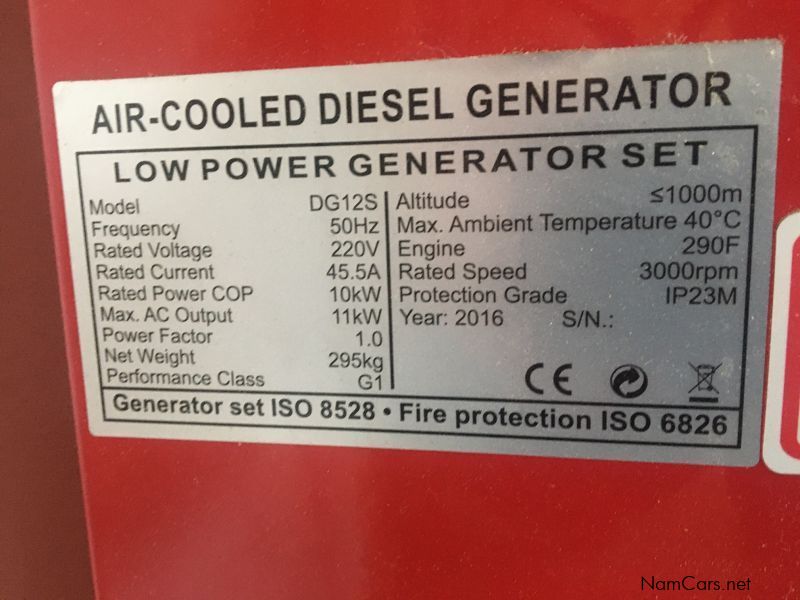 AIR-COOLED DIESEL GENERATOR
LOW POWER GENERATOR SET
Model DG12S
Frequency 50Hz
Rated Voltage 220V
Rated Current 45.5A
Rated Power COP 10kW
Max. AC Output 11kW
Power Factor 1.0
Net Weight 295kg
Performance Class G1
Altitude ≤1000m
Max. Ambient Temperature 40°C
Engine 290F
Rated Speed 3000rpm
Protection Grade IP23M
Year: 2016 S/N.:
CE
Generator set ISO 8528 • Fire protection ISO 6826
NamCars.net